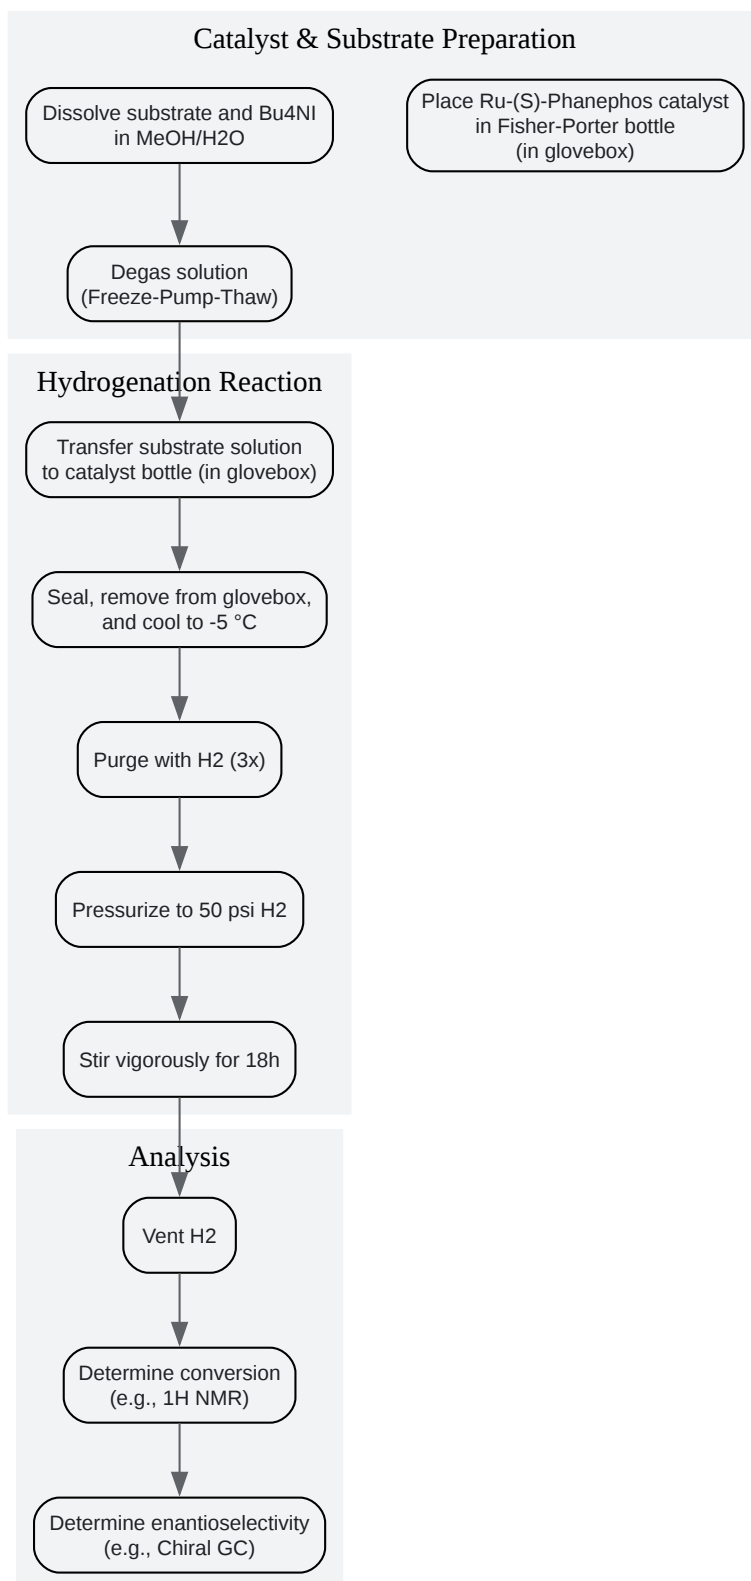 Catalyst & Substrate Preparation
Dissolve substrate and Bu4NI
in MeOH/H2O
Place Ru-(S)-Phanephos catalyst
in Fisher-Porter bottle
(in glovebox)
Degas solution
(Freeze-Pump-Thaw)
Hydrogenation Reaction
Transfer substrate solution
to catalyst bottle (in glovebox)
Seal, remove from glovebox,
and cool to -5 °C
Purge with H2 (3x)
Pressurize to 50 psi H2
Stir vigorously for 18h
Analysis
Vent H2
Determine conversion
(e.g., 1H NMR)
Determine enantioselectivity
(e.g., Chiral GC)